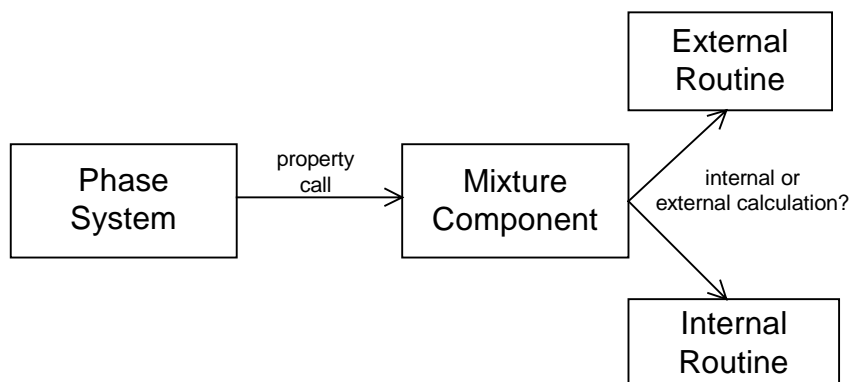 External
Routine
Phase
System
property
call
Mixture
Component
internal or
external calculation?
Internal
Routine